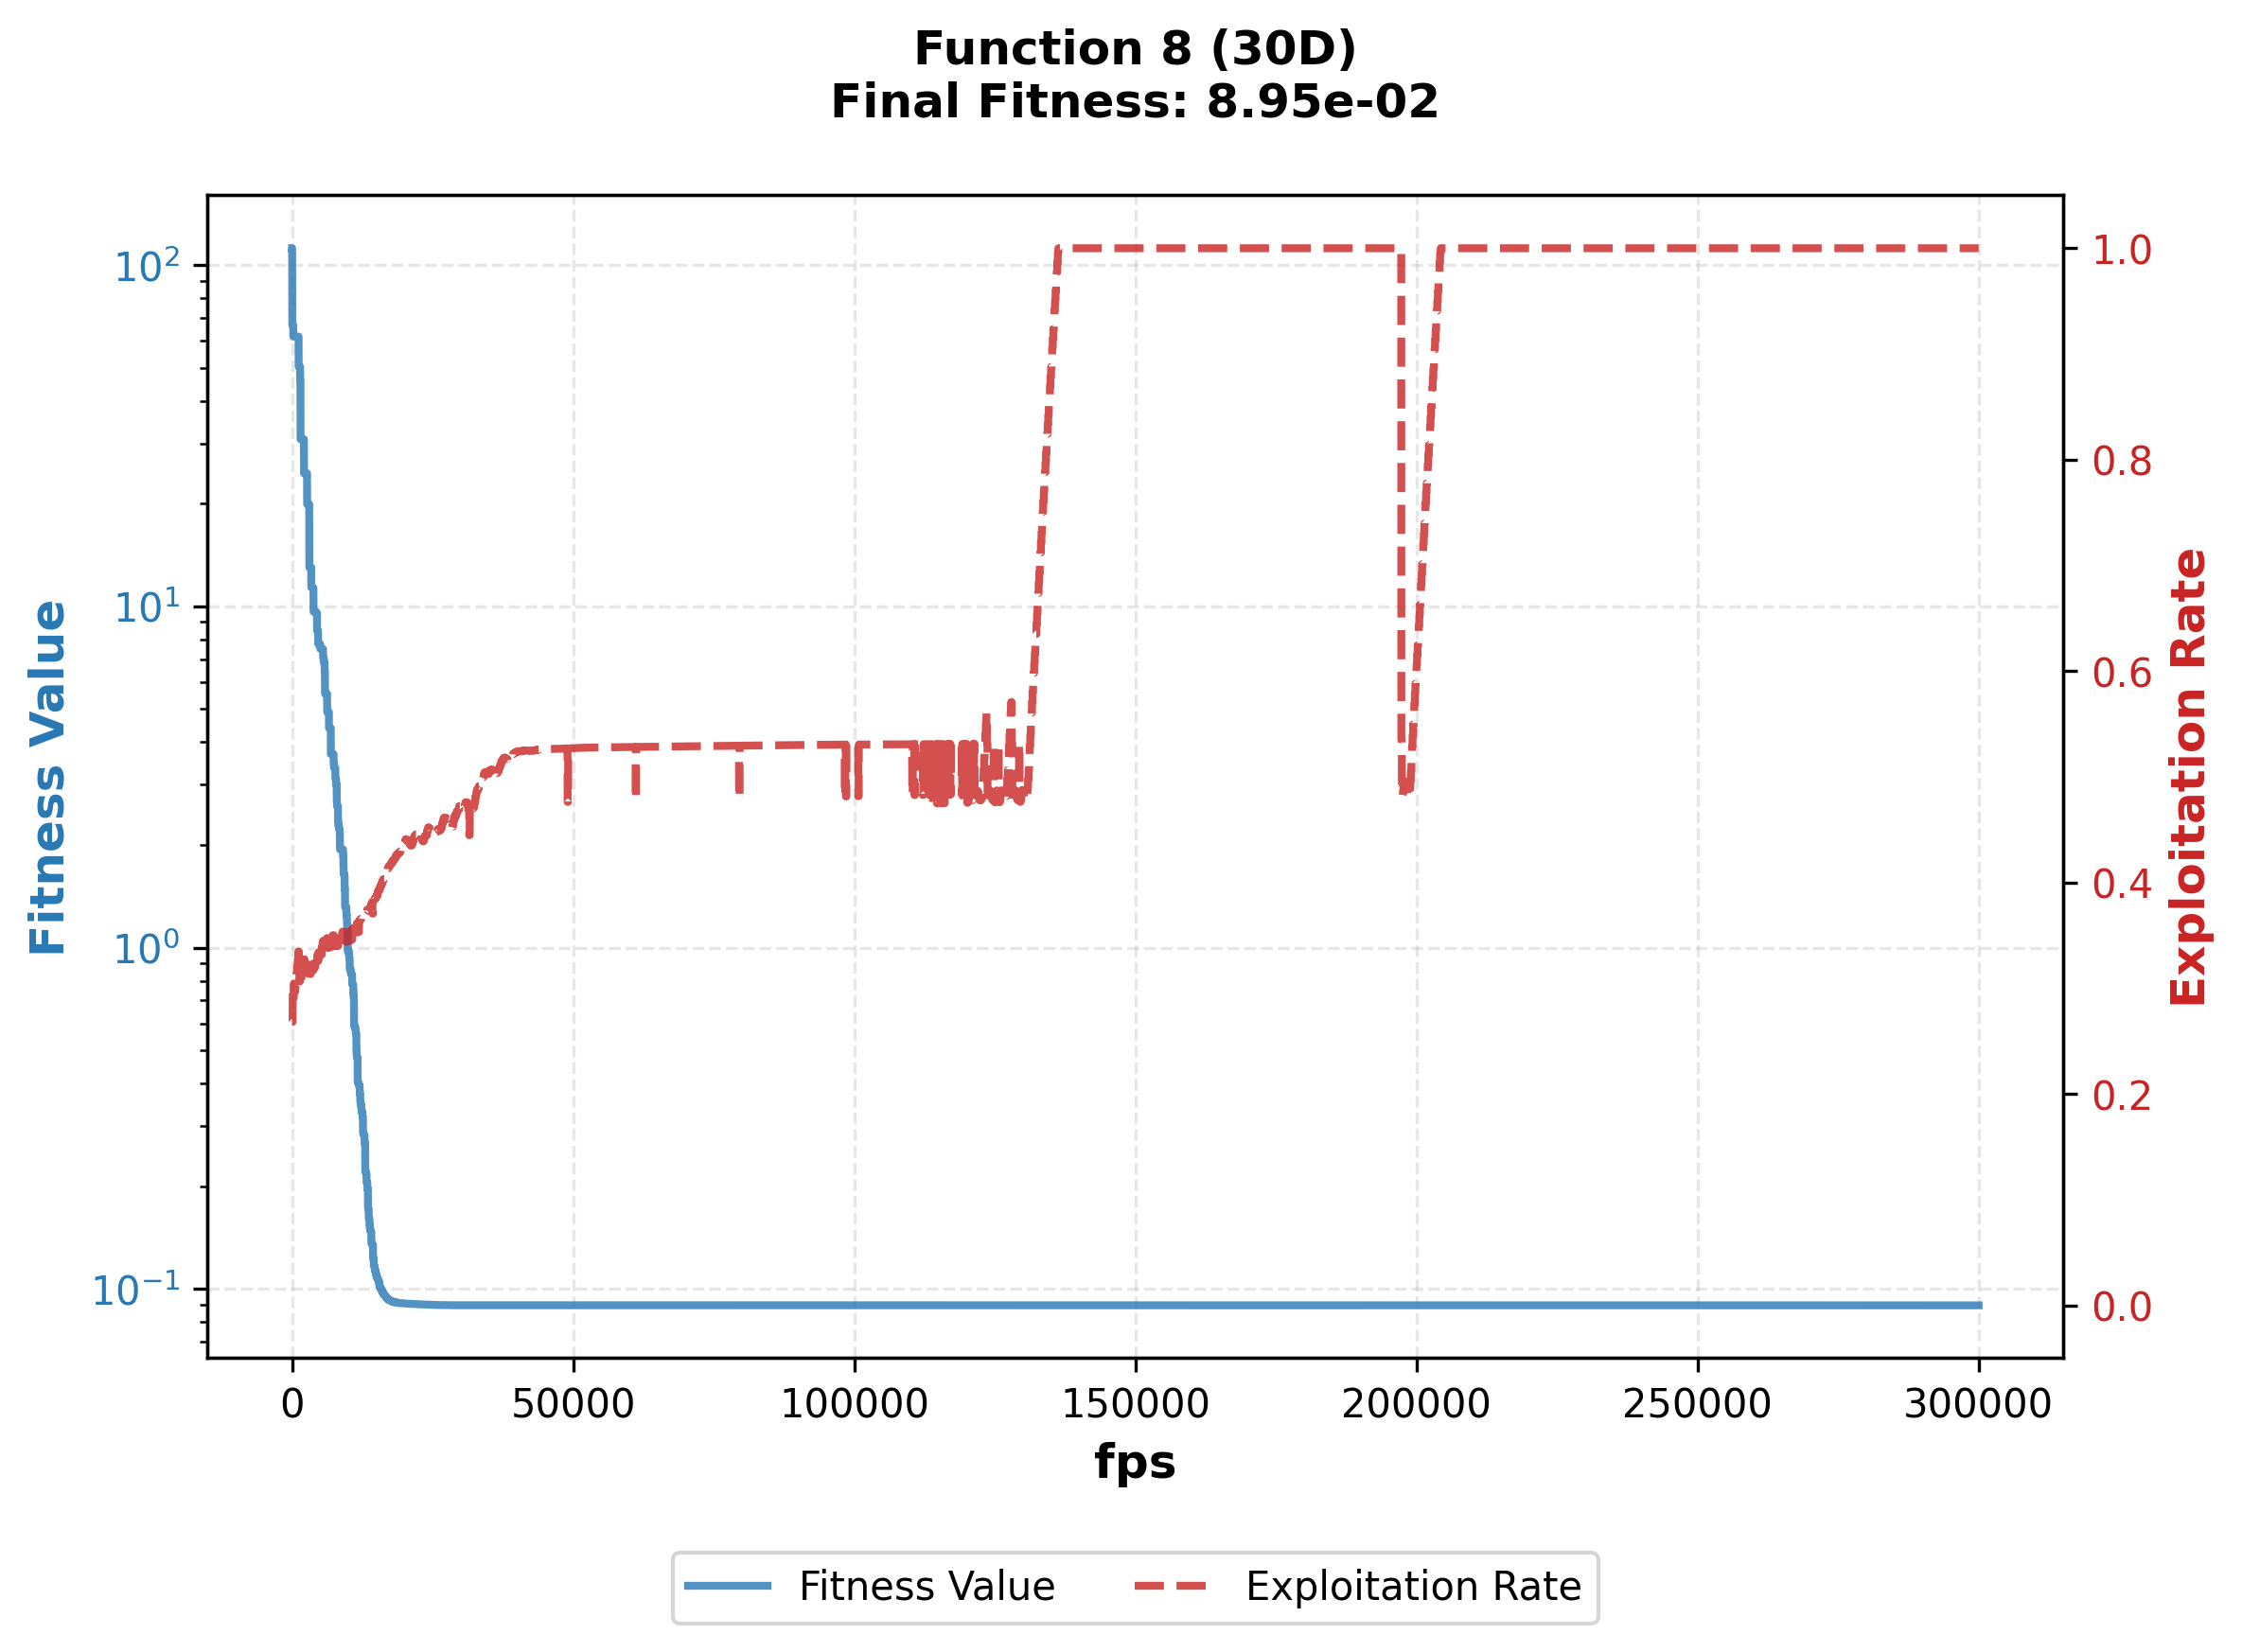 Function 8 (30D)
Final Fitness: 8.95e-02
Fitness Value
10²
10¹
10⁰
10⁻¹
1.0
0.8
0.6
0.4
0.2
0.0
Exploitation Rate
0 50000 100000 150000 200000 250000 300000
fps
Fitness Value Exploitation Rate